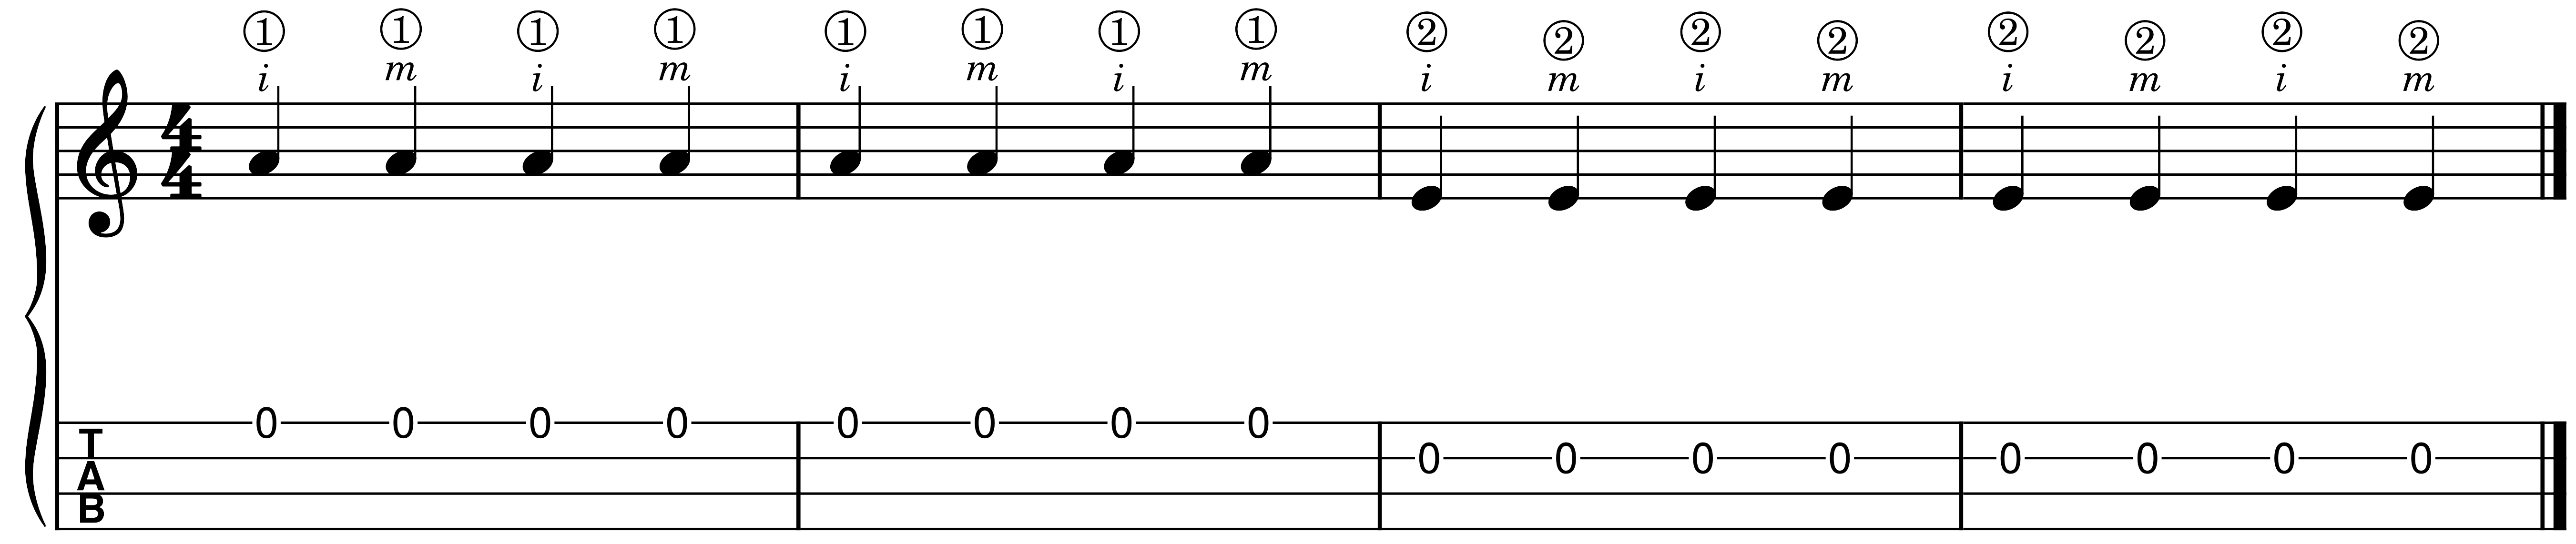 ① ① ① ① ① ① ① ① ② ② ② ② ② ② ② ②
i m i m i m i m i m i m i m i m
4
4
0 0 0 0 0 0 0 0
T
0 0 0 0 0 0 0 0
A
B